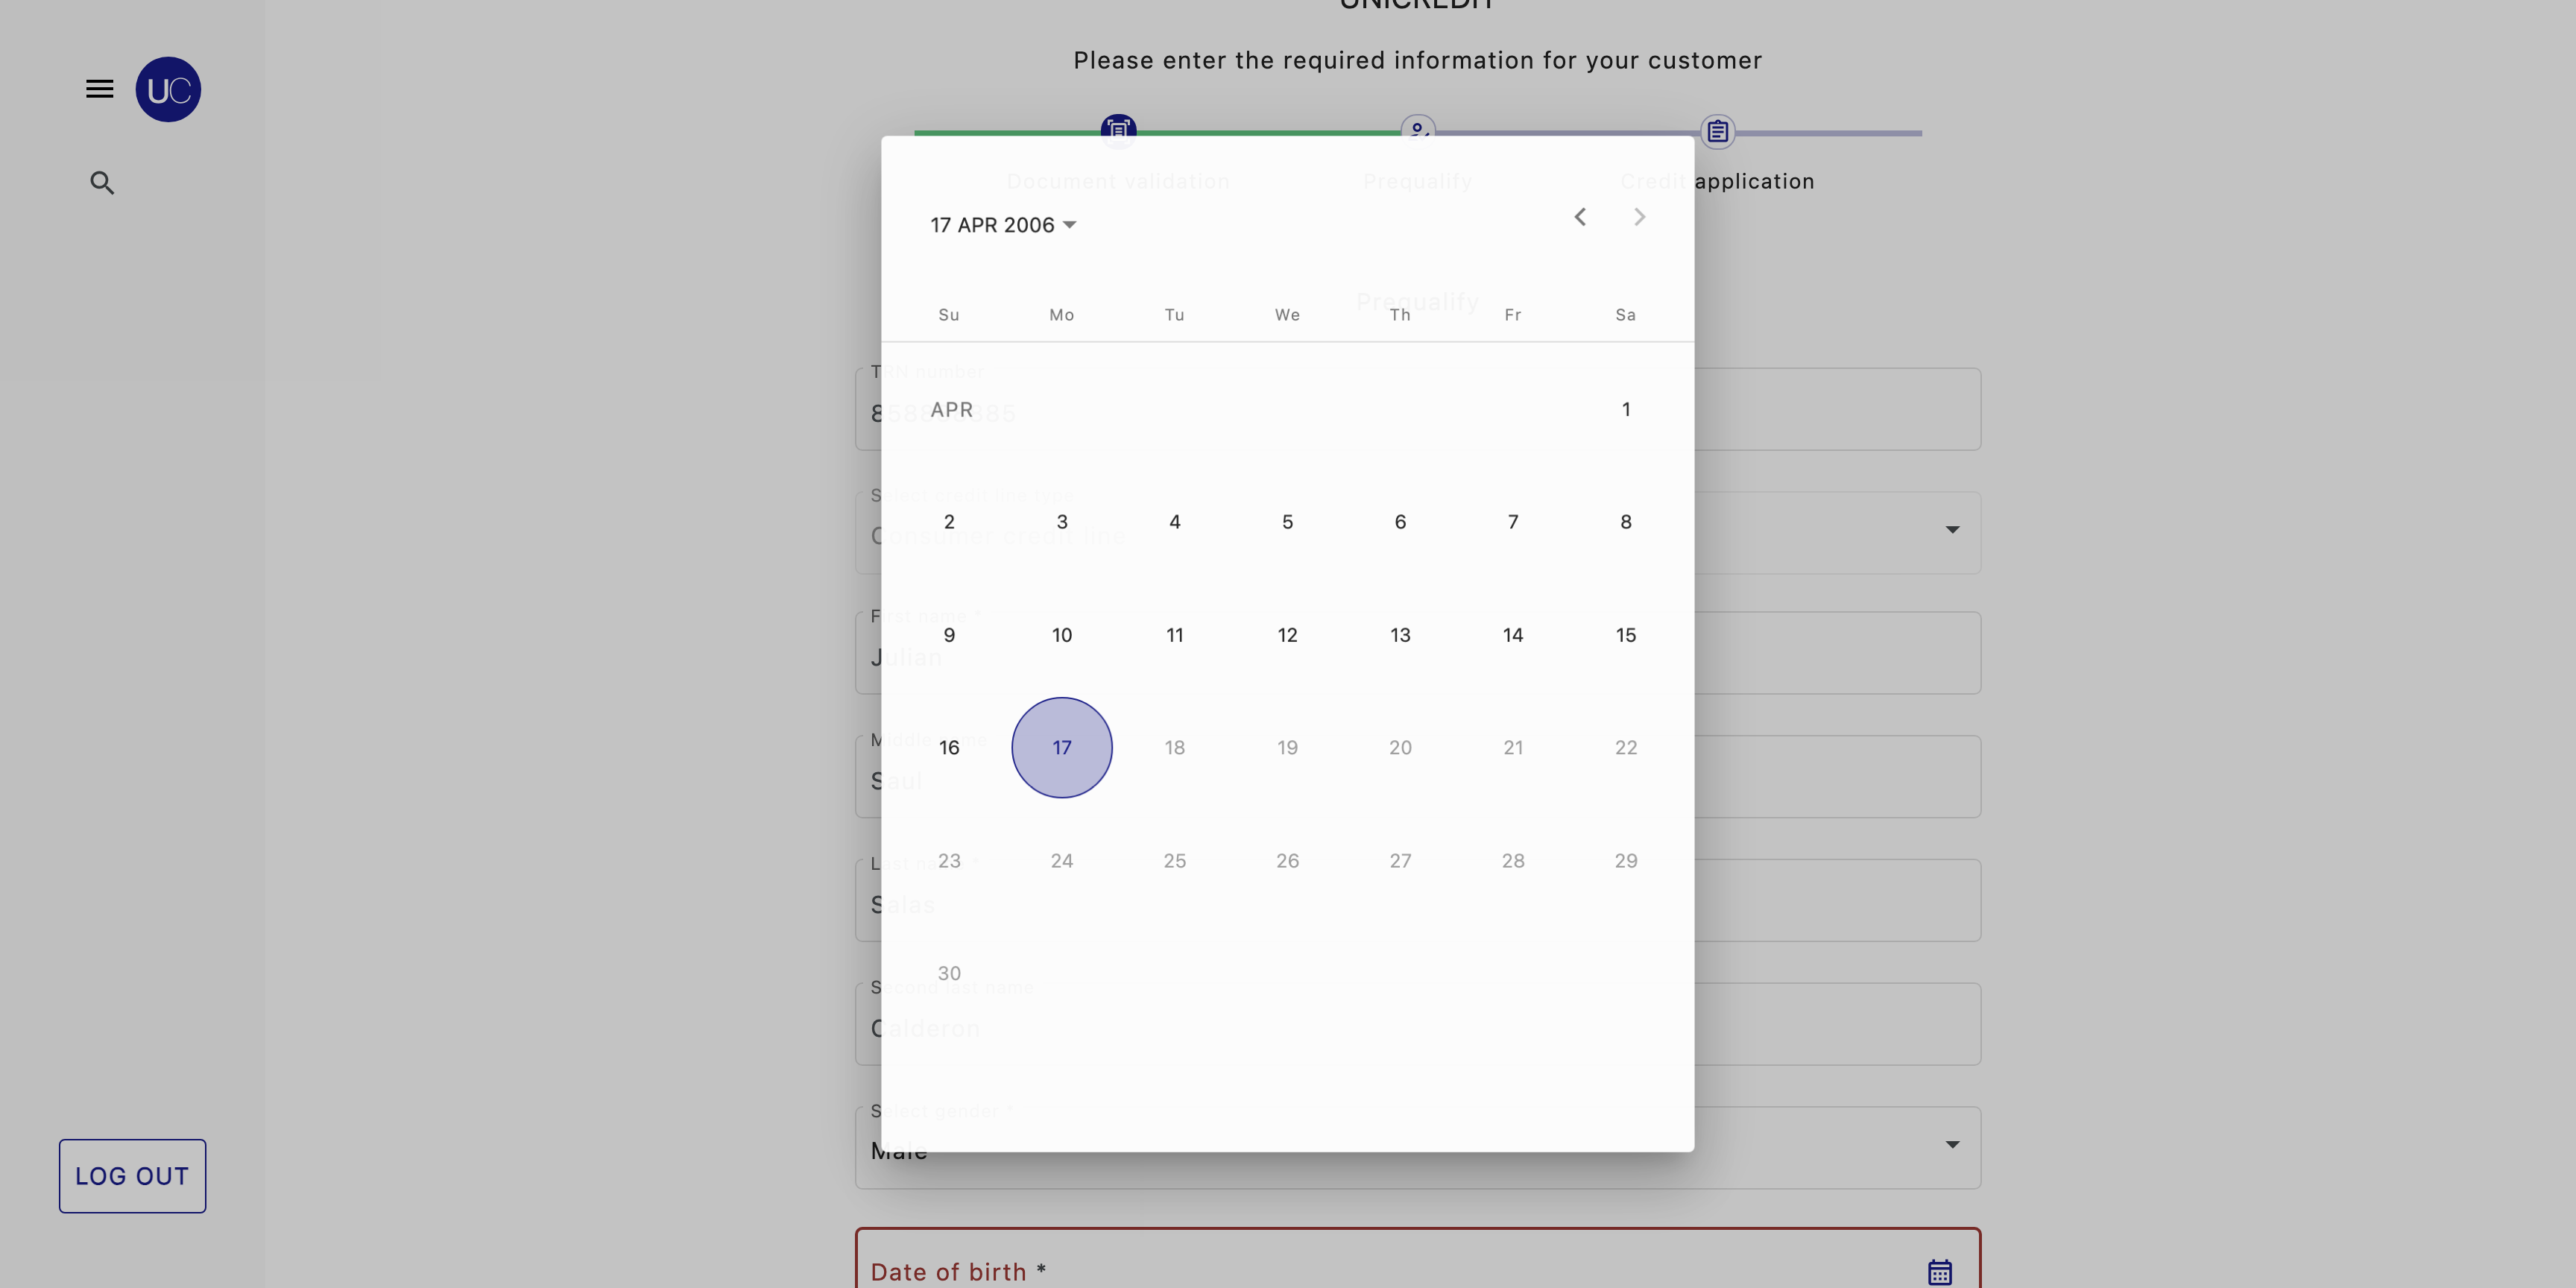 UNICREDIT
Please enter the required information for your customer
UC
Document validation
Prequalify
Credit application
17 APR 2006
Prequalify
Su Mo Tu We Th Fr Sa
TRN number
APR 1
Select credit line type
2 3 4 5 6 7 8
Consumer credit line
First name *
9 10 11 12 13 14 15
Julian
Middle name
16 17 18 19 20 21 22
Saul
Last name *
23 24 25 26 27 28 29
Salas
30
Second last name
Calderon
Select gender *
Male
LOG OUT
Date of birth *